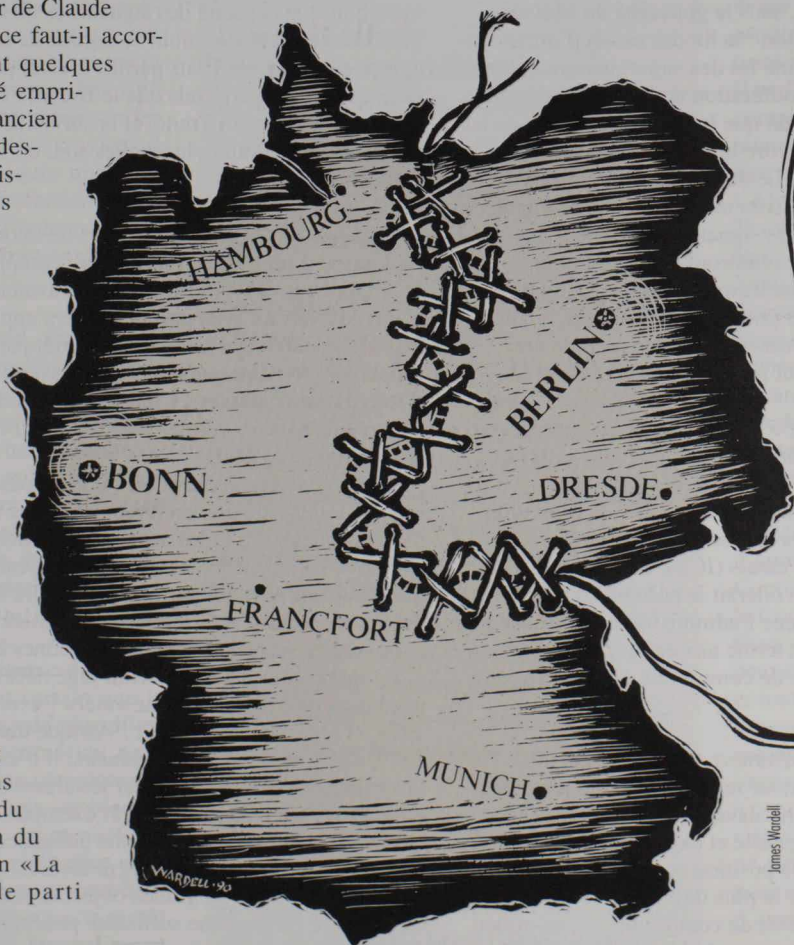 r de Claude
ce faut-il accor-
nt quelques
é empri-
ancien
des-
is-
s
HAMBOURG
BERLIN
BONN
DRESDE
FRANCFORT
MUNICH
s
du
n du
n «La
le parti
WARDELL·90
James Wardell